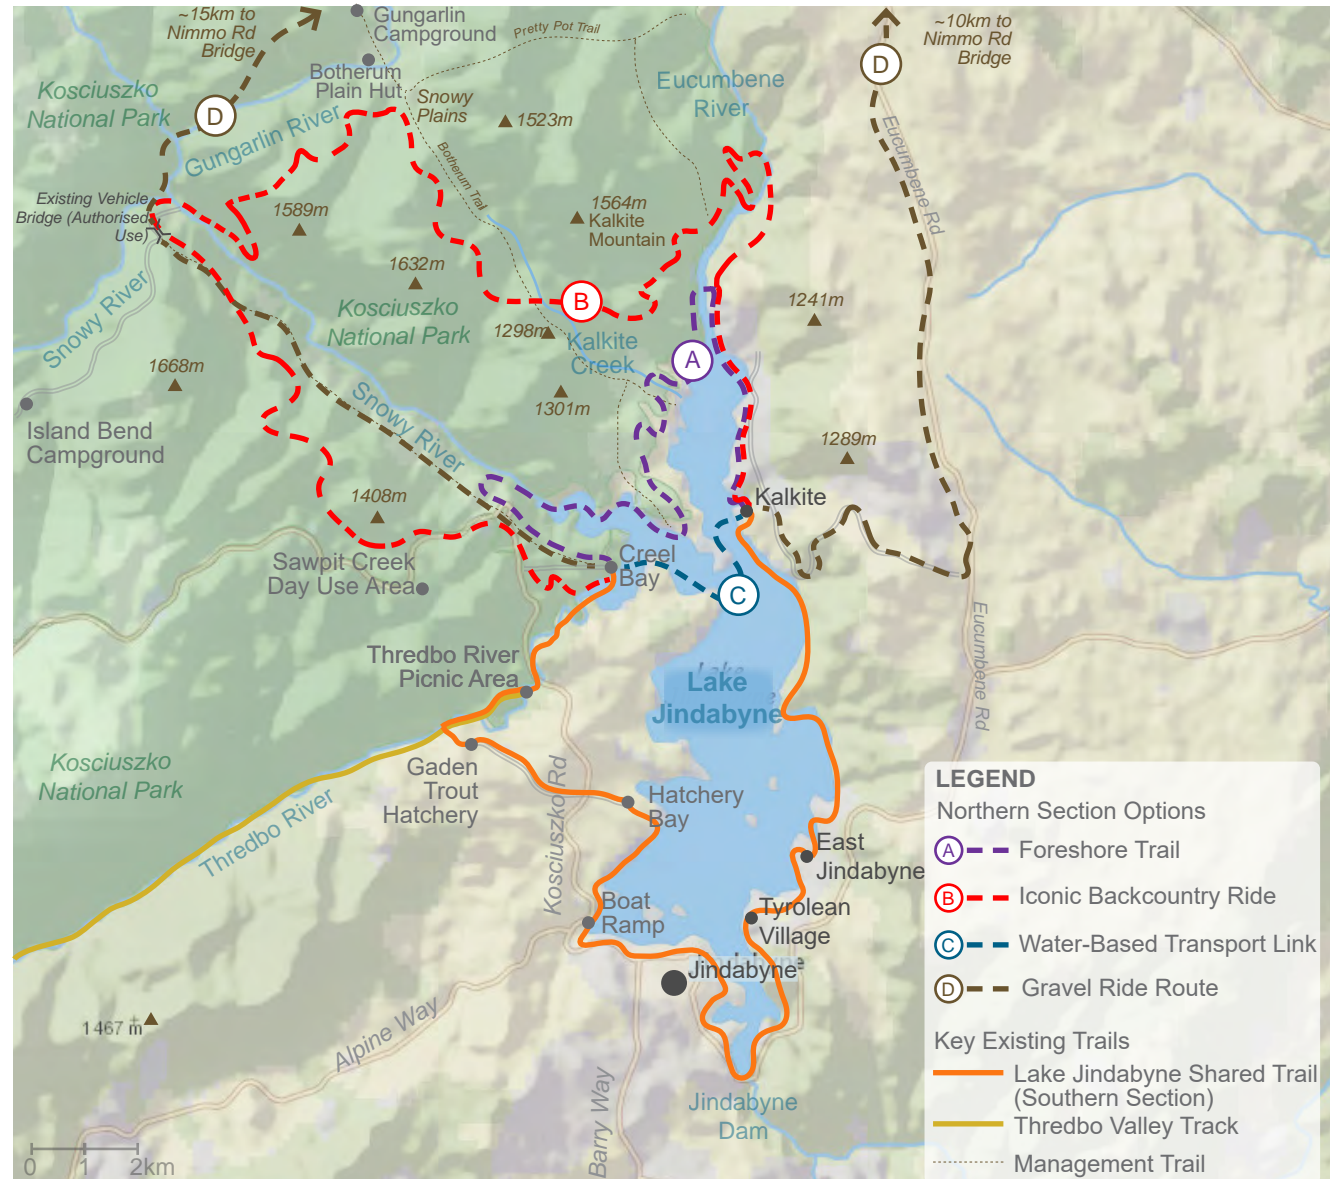 ~15km to
Nimmo Rd
Bridge
Gungarlin
Campground
Pretty Pot Trail
~10km to
Nimmo Rd
Bridge
D
Botherum
Plain Hut
Eucumbene
River
Kosciuszko
National Park
Snowy
Plains
D
Gungarlin River
1523m
Eucumbene Rd
Botherum Trail
Existing Vehicle
Bridge (Authorised
Use)
1589m
1564m
Kalkite
Mountain
1632m
Kosciuszko
National Park
B
1241m
Snowy River
1298m
Kalkite
Creek
A
1668m
1301m
Snowy River
Island Bend
Campground
1289m
1408m
Kalkite
Sawpit Creek
Day Use Area
Creel
Bay
C
Eucumbene Rd
Thredbo River
Picnic Area
Lake
Lake
Jindabyne
Kosciuszko
National Park
Gaden
Trout
Hatchery
Kosciuszko Rd
Hatchery
Bay
Thredbo River
East
Jindabyne
Boat
Ramp
Tyrolean
Village
Jindabyne
Jindabyne
1467 m
Alpine Way
Barry Way
Jindabyne
Dam
0 1 2km
LEGEND
Northern Section Options
A Foreshore Trail
B Iconic Backcountry Ride
C Water-Based Transport Link
D Gravel Ride Route
Key Existing Trails
Lake Jindabyne Shared Trail
(Southern Section)
Thredbo Valley Track
Management Trail